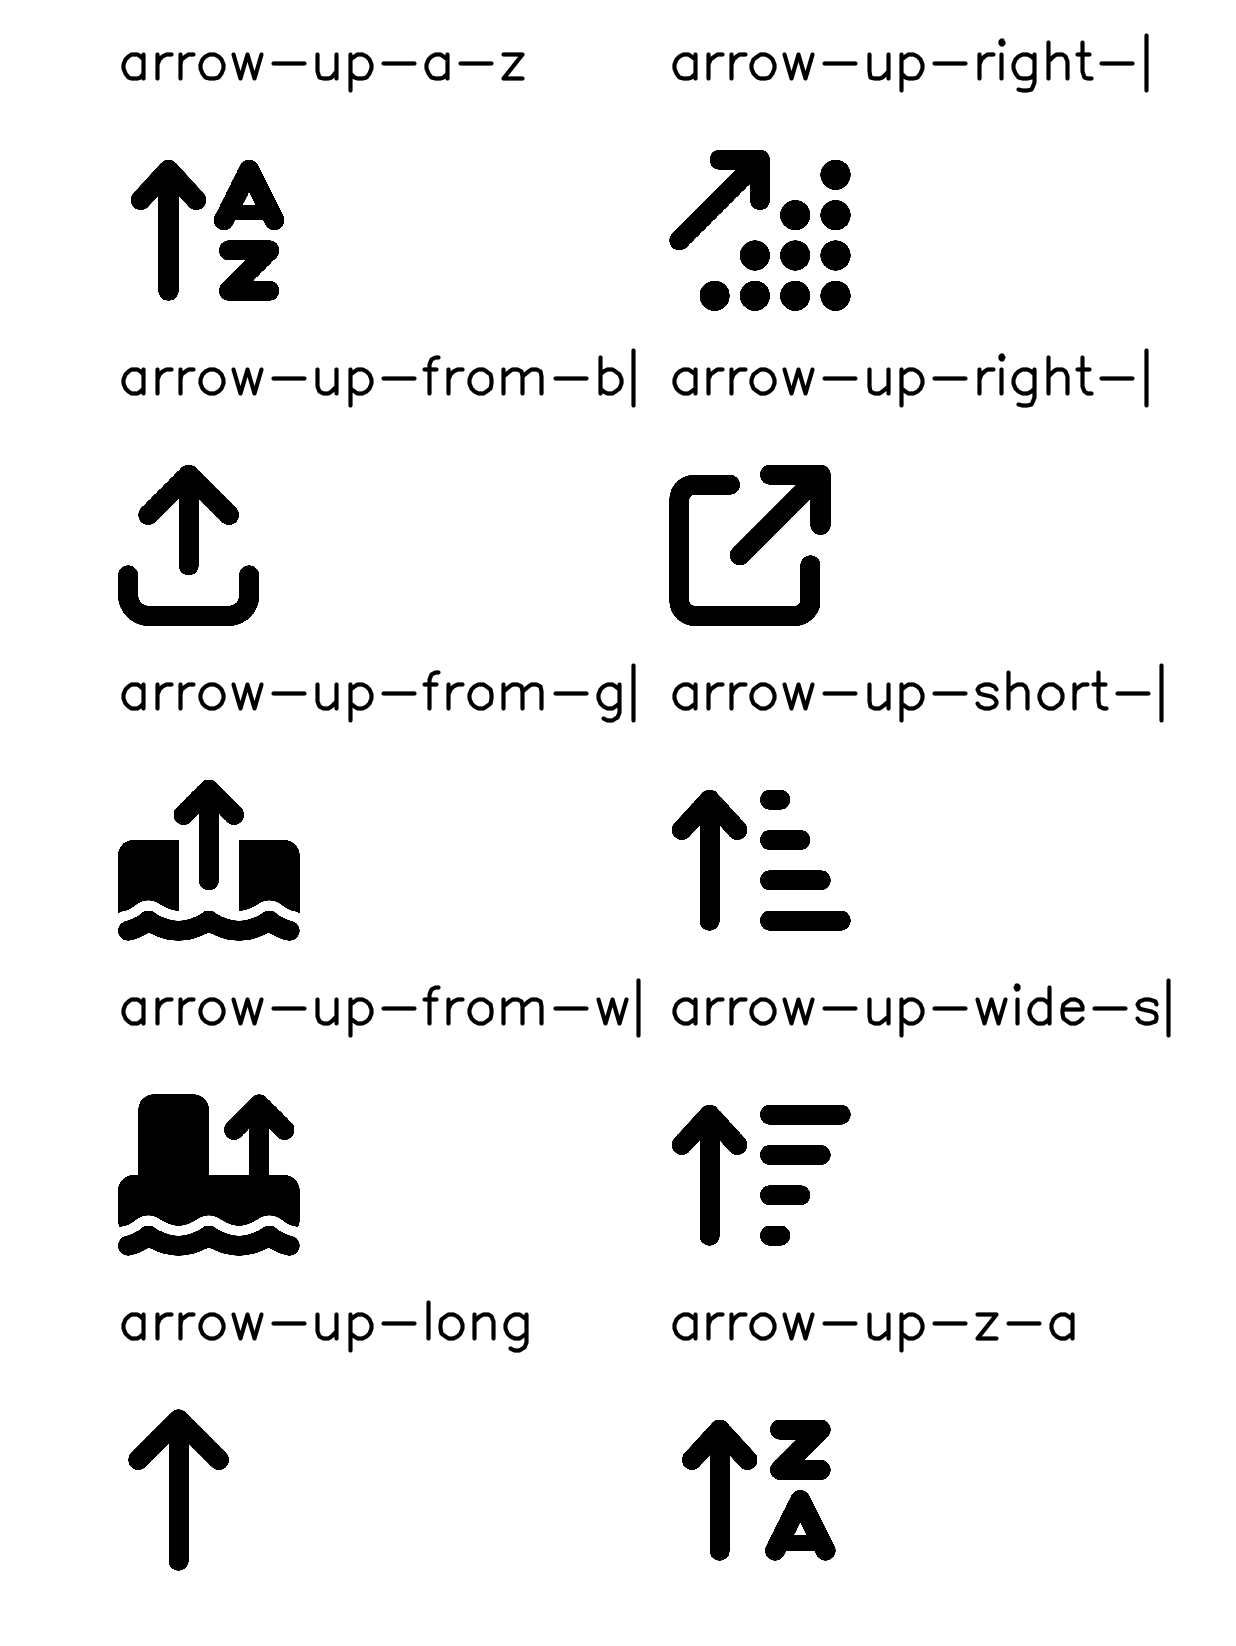 arrow-up-a-z
arrow-up-right-|
A
Z
arrow-up-from-b|
arrow-up-right-|
arrow-up-from-g|
arrow-up-short-|
arrow-up-from-w|
arrow-up-wide-s|
arrow-up-long
arrow-up-z-a
Z
A